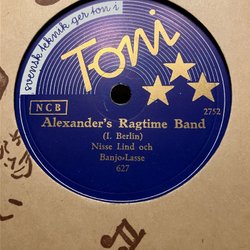 svensk teknik ger ton i
Toni
NCB
2752
Alexander's Ragtime Band
(I. Berlin)
Nisse Lind och
Banjo-Lasse
627